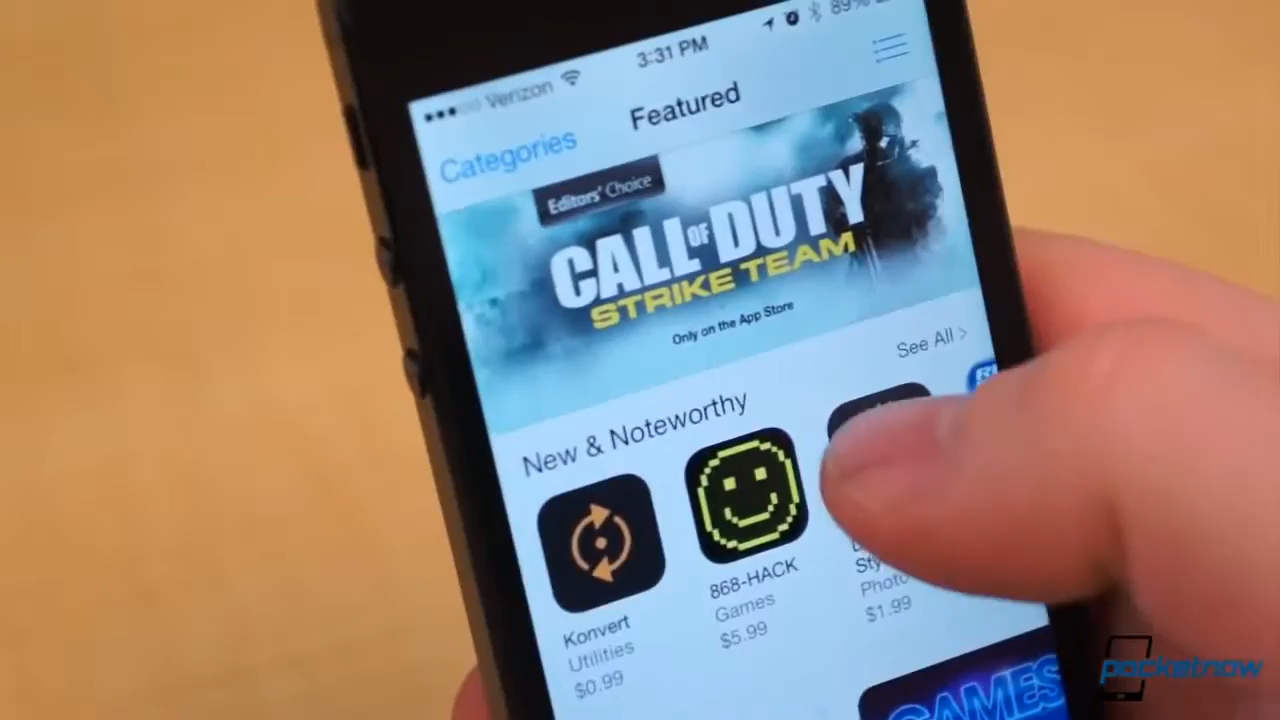 Verizon
3:31 PM
89%
Categories
Featured
Editors' Choice
CALL OF DUTY
STRIKE TEAM
Only on the App Store
New & Noteworthy
See All >
Konvert
Utilities
$0.99
868-HACK
Games
$5.99
Photo
$1.99
GAMES
pocketnow